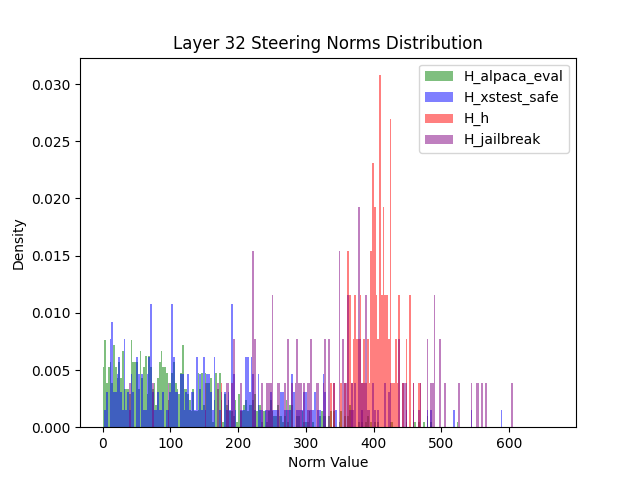 Layer 32 Steering Norms Distribution
H_alpaca_eval
H_xstest_safe
H_h
H_jailbreak
0.030
0.025
0.020
0.015
0.010
0.005
0.000
Density
0 100 200 300 400 500 600
Norm Value